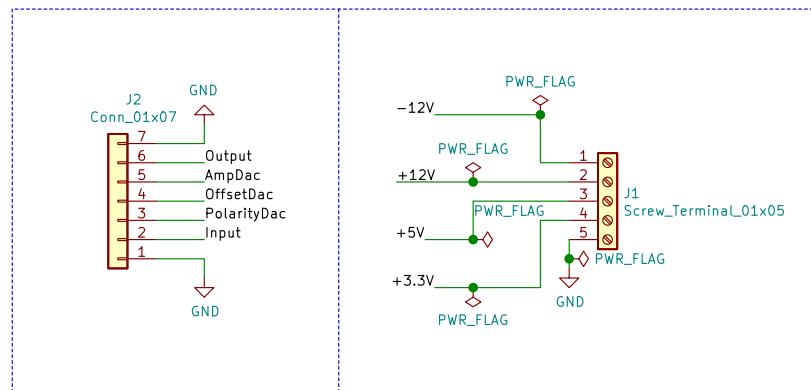 GND
J2
Conn_01x07
7
6
Output
5
AmpDac
4
OffsetDac
3
PolarityDac
2
Input
1
GND
PWR_FLAG
-12V
PWR_FLAG
1
+12V
2
3
J1
PWR_FLAG
4
Screw_Terminal_01x05
+5V
5
PWR_FLAG
+3.3V
GND
PWR_FLAG